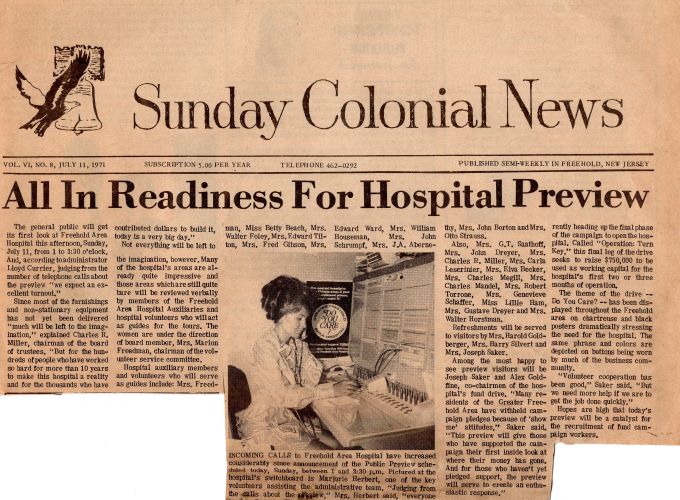 Sunday Colonial News
VOL. VI, NO. 8, JULY 11, 1971 SUBSCRIPTION 5.00 PER YEAR TELEPHONE 462-0292 PUBLISHED SEMI-WEEKLY IN FREEHOLD, NEW JERSEY
All In Readiness For Hospital Preview
The general public will get
its first look at Freehold Area
Hospital this afternoon, Sunday,
July 11, from 1 to 3:30 o'clock.
And, according to administrator
Lloyd Carrier, judging from the
number of telephone calls about
the preview "we expect an ex-
cellent turnout."
Since most of the furnishings
and non-stationary equipment
has not yet been delivered
"much will be left to the imag-
ination," explained Charles R.
Miller, chairman of the board
of trustees, "But for the hun-
dreds of people who have worked
so hard for more than 10 years
to make this hospital a reality
and for the thousands who have
contributed dollars to build it,
today is a very big day."
Not everything will be left to
the imagination, however, Many
of the hospital's areas are al-
ready quite impressive and
those areas which are still quite
bare will be reviewed verbally
by members of the Freehold
Area Hospital Auxiliaries and
hospital volunteers who will act
as guides for the tours. The
women are under the direction
of board member, Mrs, Marion
Freedman, chairman of the vol-
unteer service committee.
Hospital auxiliary members
and volunteers who will serve
as guides include: Mrs, Freed-
man, Miss Betty Beach, Mrs.
Walter Foley, Mrs, Edward Til-
ton, Mrs, Fred Gitson, Mrs,
Edward Ward, Mrs. William
Houseman, Mrs, John
Schrumpf, Mrs, J.A, Aberne-
DO YOU CARE?
INCOMING CALLS to Freehold Area Hospital have increased
considerably since announcement of the Public Preview sche-
duled today, Sunday, between 1 and 3:30 p.m. Pictured at the
hospital's switchboard is Marjorie Herbert, one of the key
volunteers assisting the administrative team, "Judging from
the calls about the preview," Mrs, Herbert said, "everyone
thy, Mrs, John Borton and Mrs,
Otto Strauss.
Also, Mrs, G.T, Saathoff,
Mrs, John Dreyer, Mrs,
Charles R, Miller, Mrs, Carla
Lescrinier, Mrs, Elva Becker,
Mrs, Charles Megill, Mrs,
Charles Mandel, Mrs, Robert
Torrone, Mrs, Genevieve
Schaffer, Miss Lillie Ham,
Mrs, Gustave Dreyer and Mrs,
Walter Horstman.
Refreshments will be served
to visitors by Mrs, Harold Gold-
berger, Mrs, Barry Silvert and
Mrs, Joseph Saker.
Among the most happy to
see preview visitors will be
Joseph Saker and Alex Gold-
fine, co-chairmen of the hos-
pital's fund drive, "Many re-
sidents of the Greater Free-
hold Area have withheld cam-
paign pledges because of 'show
me' attitudes," Saker said,
"This preview will give those
who have supported the cam-
paign their first inside look at
where their money has gone,
And for those who haven't yet
pledged support, the preview
will serve to create an enthu-
siastic response,"
rently heading up the final phase
of the campaign to open the hos-
pital, Called "Operation: Turn
Key," this final leg of the drive
seeks to raise $790,000 to be
used as working capital for the
hospital's first two or three
months of operation,
The theme of the drive --
Do You Care? -- has been dis-
played throughout the Freehold
area on chartreuse and black
posters dramatically stressing
the need for the hospital, The
same phrase and colors are
depicted on buttons being worn
by much of the business com-
munity,
"Volunteer cooperation has
been good," Saker said, "But
we need more help if we are to
get the job done quickly,"
Hopes are high that today's
preview will be a catalyst for
the recruitment of fund cam-
paign workers,